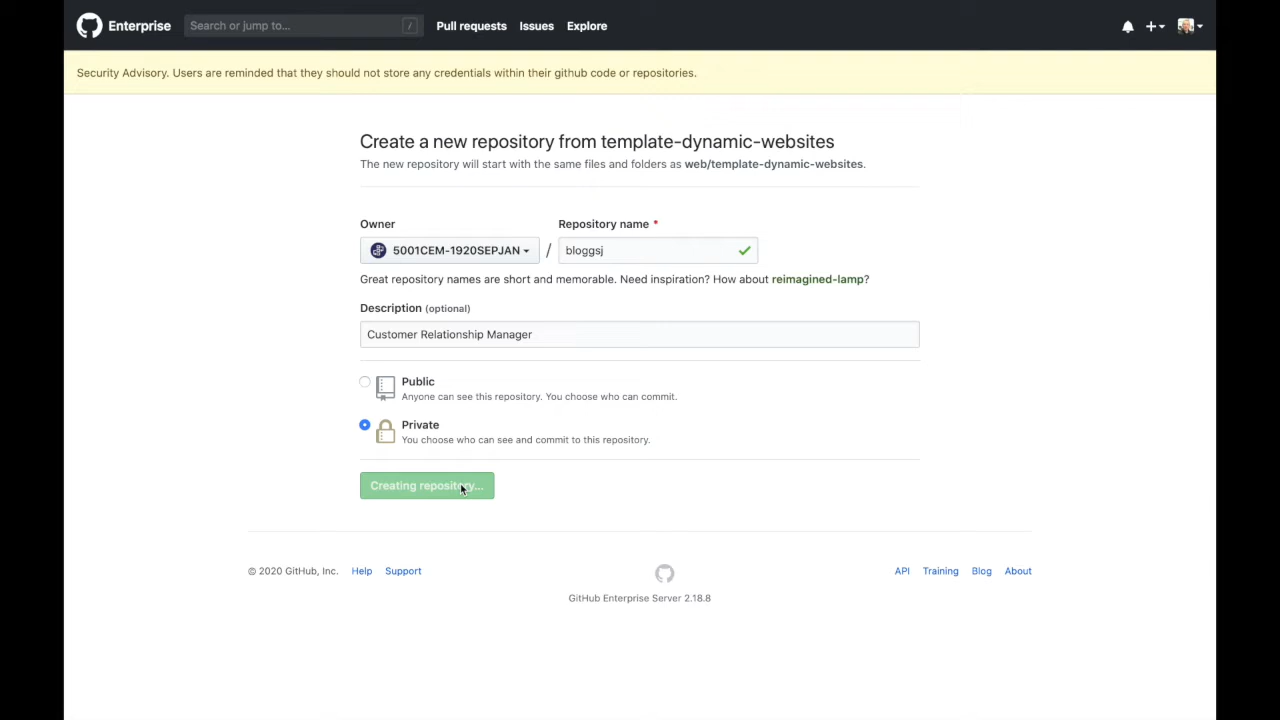 Enterprise
Search or jump to...
/
Pull requests
Issues
Explore
Security Advisory. Users are reminded that they should not store any credentials within their github code or repositories.
Create a new repository from template-dynamic-websites
The new repository will start with the same files and folders as web/template-dynamic-websites.
Owner
Repository name *
5001CEM-1920SEPJAN
/
bloggsj
Great repository names are short and memorable. Need inspiration? How about reimagined-lamp?
Description (optional)
Customer Relationship Manager
Public
Anyone can see this repository. You choose who can commit.
Private
You choose who can see and commit to this repository.
Creating repository...
© 2020 GitHub, Inc.
Help
Support
API
Training
Blog
About
GitHub Enterprise Server 2.18.8